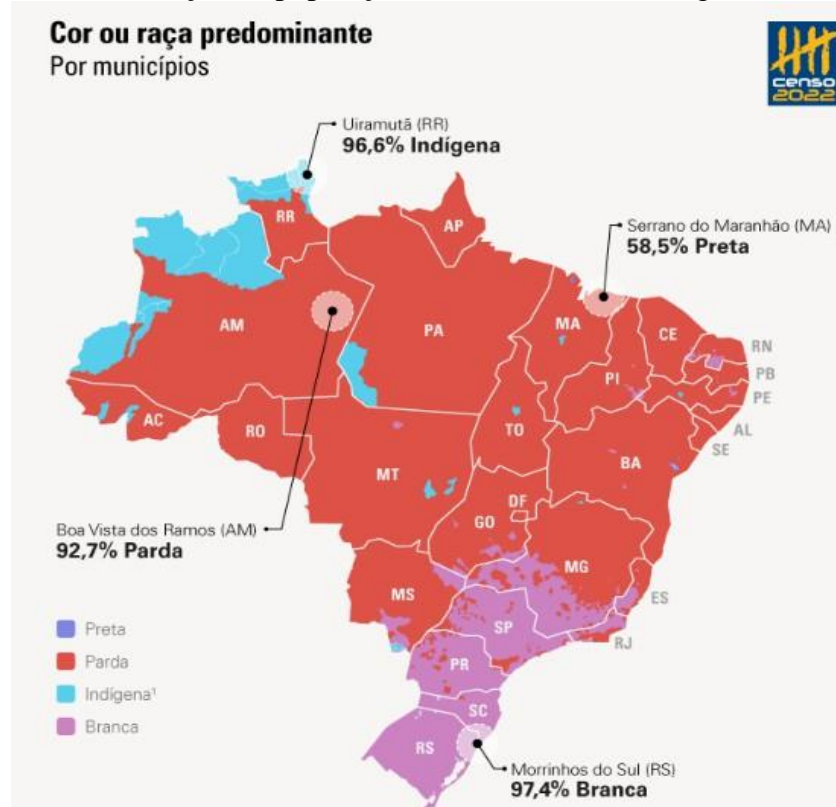 Cor ou raça predominante
Por municípios
censo
2022
Uiramutã (RR)
96,6% Indígena
Serrano do Maranhão (MA)
58,5% Preta
RR
AP
AM
PA
MA
CE
RN
PB
PE
AL
SE
PI
AC
RO
TO
BA
MT
DF
GO
MG
ES
RJ
MS
SP
PR
SC
RS
Boa Vista dos Ramos (AM)
92,7% Parda
Preta
Parda
Indígena¹
Branca
Morrinhos do Sul (RS)
97,4% Branca